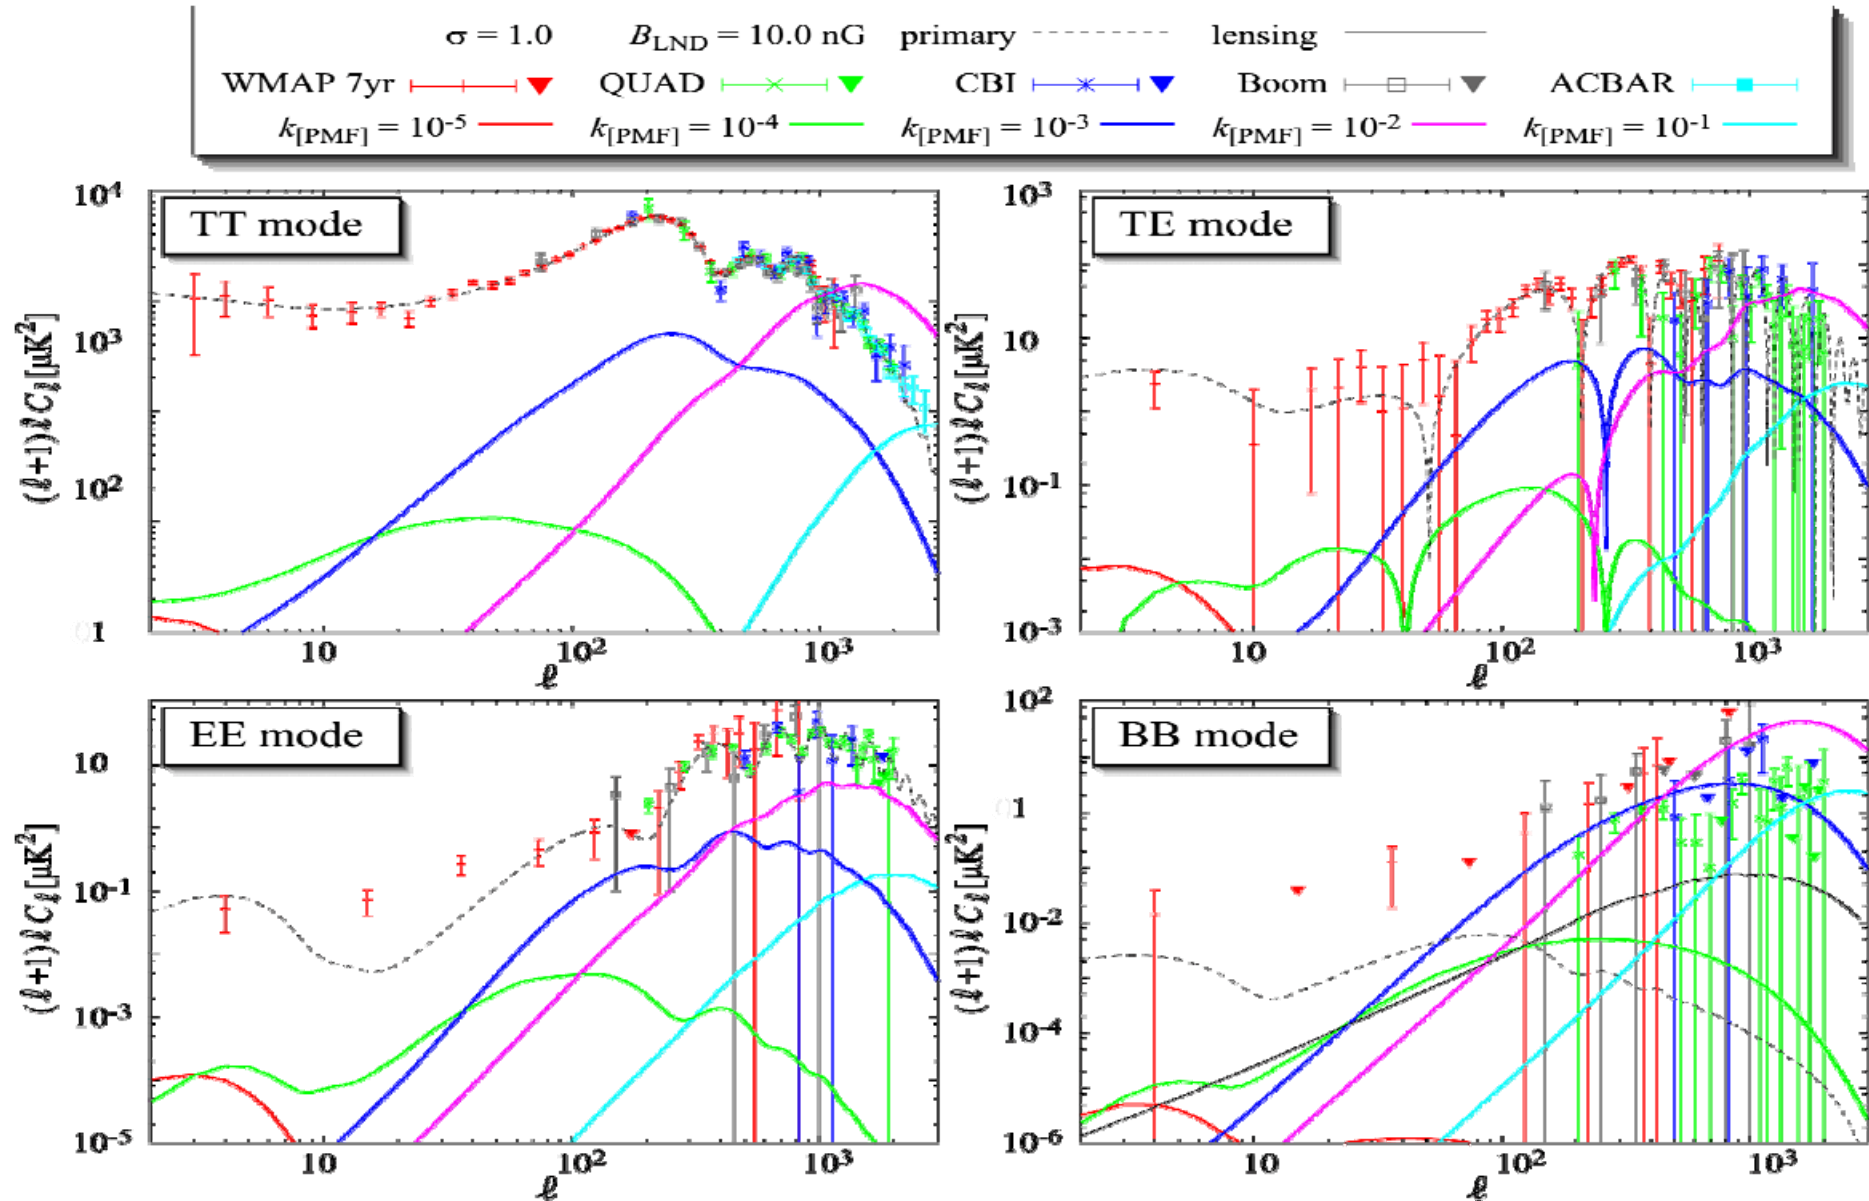 σ = 1.0 B_LND = 10.0 nG primary lensing
WMAP 7yr QUAD CBI Boom ACBAR
k_[PMF] = 10^-5 k_[PMF] = 10^-4 k_[PMF] = 10^-3 k_[PMF] = 10^-2 k_[PMF] = 10^-1
TT mode
(ℓ+1)ℓC_ℓ[μK^2]
10^4
10^3
10^2
1
10 10^2 10^3
ℓ
TE mode
(ℓ+1)ℓC_ℓ[μK^2]
10^3
10
10^-1
10^-3
10 10^2 10^3
ℓ
EE mode
(ℓ+1)ℓC_ℓ[μK^2]
10
10^-1
10^-3
10^-5
10 10^2 10^3
ℓ
BB mode
(ℓ+1)ℓC_ℓ[μK^2]
10^2
1
10^-2
10^-4
10^-6
10 10^2 10^3
ℓ